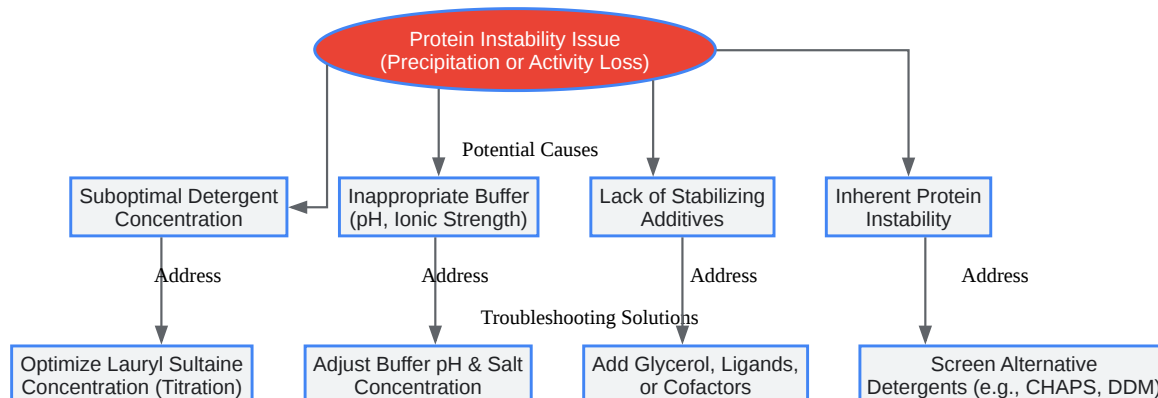 Protein Instability Issue
(Precipitation or Activity Loss)
Potential Causes
Suboptimal Detergent
Concentration
Inappropriate Buffer
(pH, Ionic Strength)
Lack of Stabilizing
Additives
Inherent Protein
Instability
Address
Address
Address
Address
Troubleshooting Solutions
Optimize Lauryl Sultaine
Concentration (Titration)
Adjust Buffer pH & Salt
Concentration
Add Glycerol, Ligands,
or Cofactors
Screen Alternative
Detergents (e.g., CHAPS, DDM)